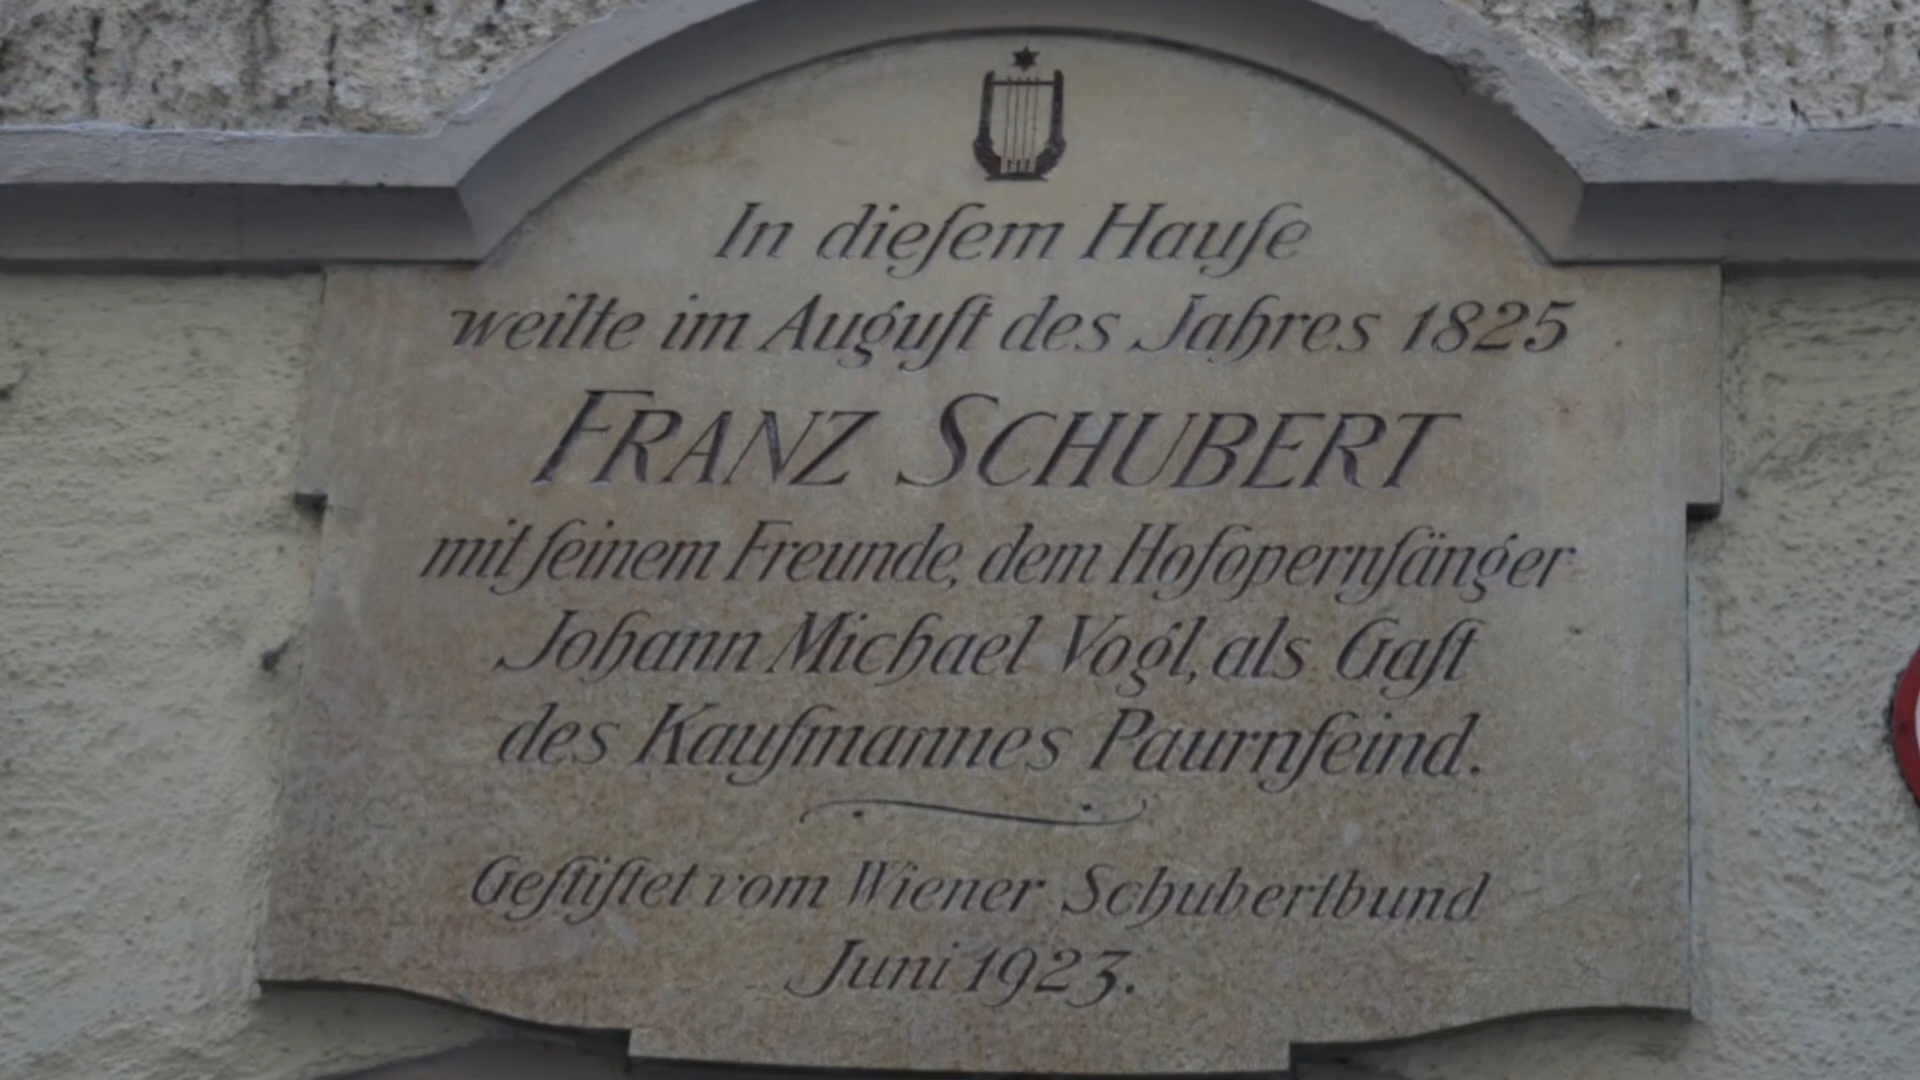 In dieſem Hauſe
weilte im Auguſt des Jahres 1825
FRANZ SCHUBERT
mit ſeinem Freunde, dem Hofopernſänger
Johann Michael Vogl, als Gaſt
des Kaufmannes Paurnfeind.
Geſtiftet vom Wiener Schubertbund
Juni 1923.